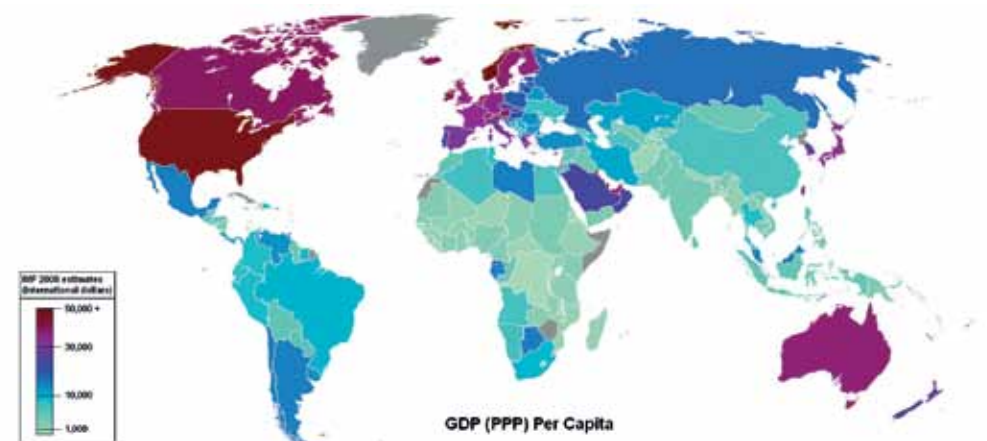 IMF 2008 estimates
(International dollars)
50,000 +
30,000
10,000
1,000
GDP (PPP) Per Capita